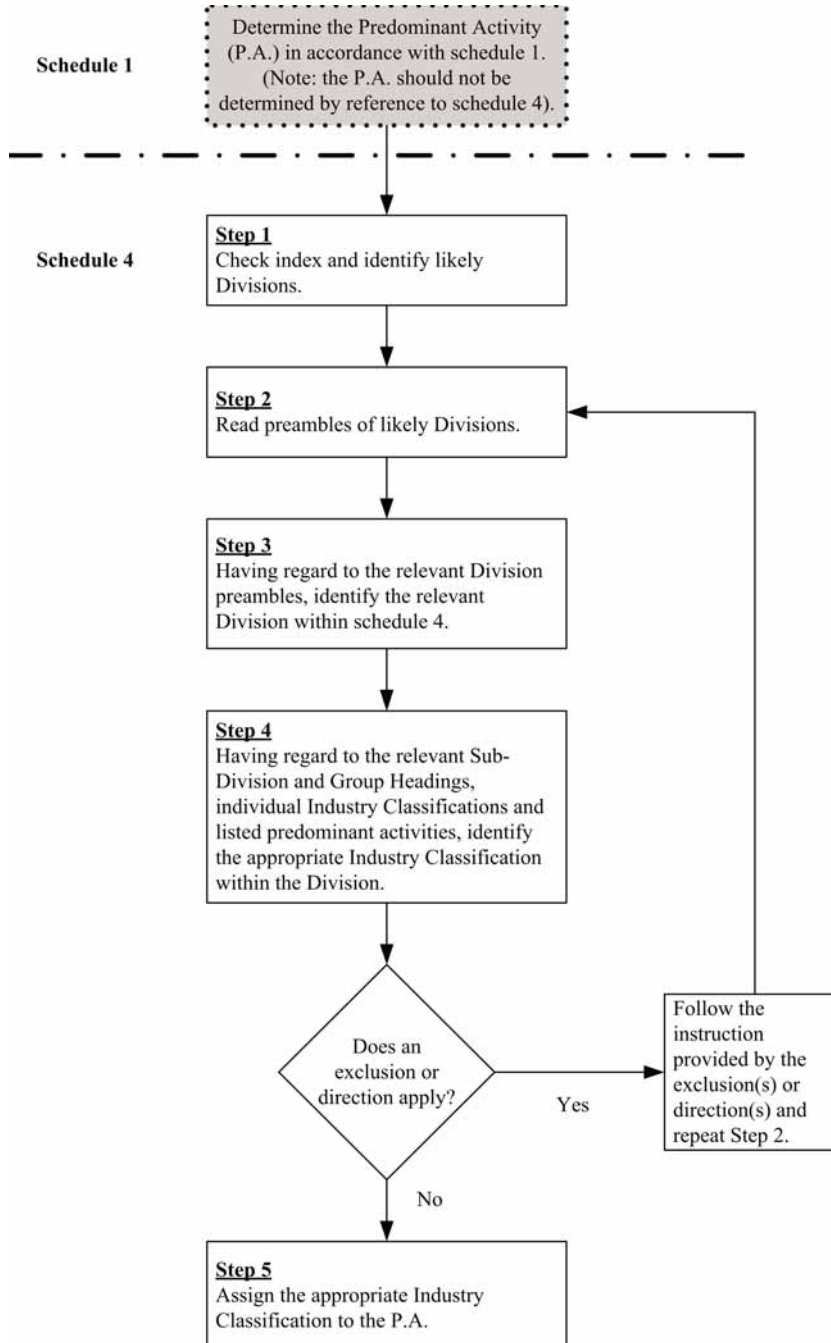 Schedule 1
Determine the Predominant Activity
(P.A.) in accordance with schedule 1.
(Note: the P.A. should not be
determined by reference to schedule 4).
Schedule 4
Step 1
Check index and identify likely
Divisions.
Step 2
Read preambles of likely Divisions.
Step 3
Having regard to the relevant Division
preambles, identify the relevant
Division within schedule 4.
Step 4
Having regard to the relevant Sub-
Division and Group Headings,
individual Industry Classifications and
listed predominant activities, identify
the appropriate Industry Classification
within the Division.
Does an
exclusion or
direction apply?
Yes
Follow the
instruction
provided by the
exclusion(s) or
direction(s) and
repeat Step 2.
No
Step 5
Assign the appropriate Industry
Classification to the P.A.